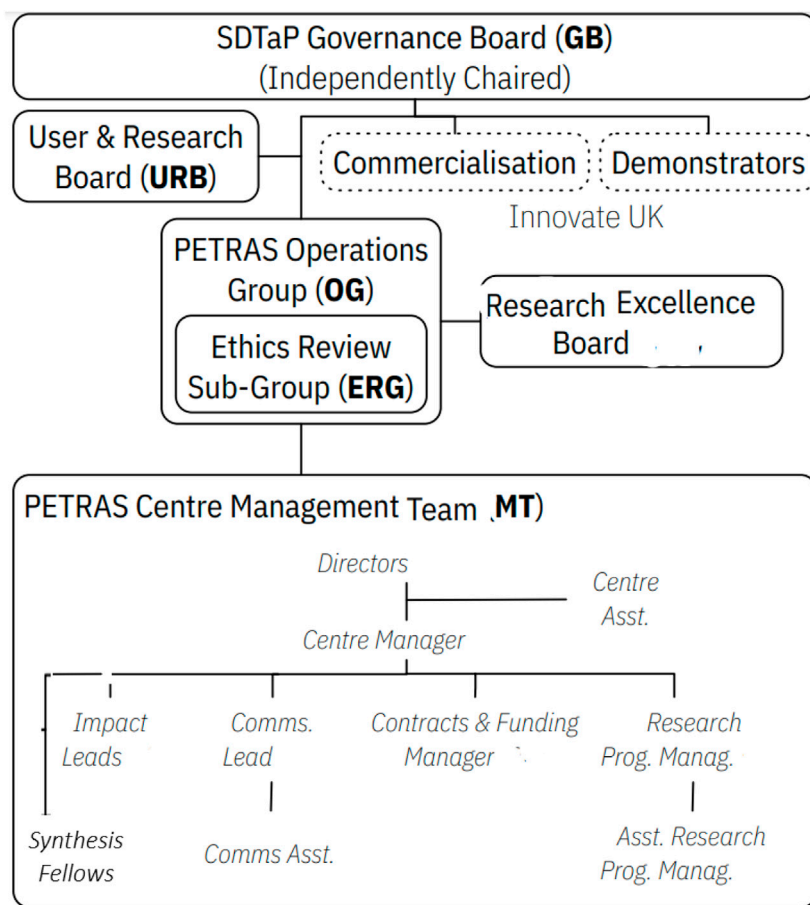 SDTaP Governance Board (GB)
(Independently Chaired)
User & Research
Board (URB)
Commercialisation
Demonstrators
Innovate UK
PETRAS Operations
Group (OG)
Ethics Review
Sub-Group (ERG)
Research Excellence
Board
PETRAS Centre Management Team (MT)
Directors
Centre
Asst.
Centre Manager
Impact
Leads
Comms.
Lead
Contracts & Funding
Manager
Research
Prog. Manag.
Synthesis
Fellows
Comms Asst.
Asst. Research
Prog. Manag.